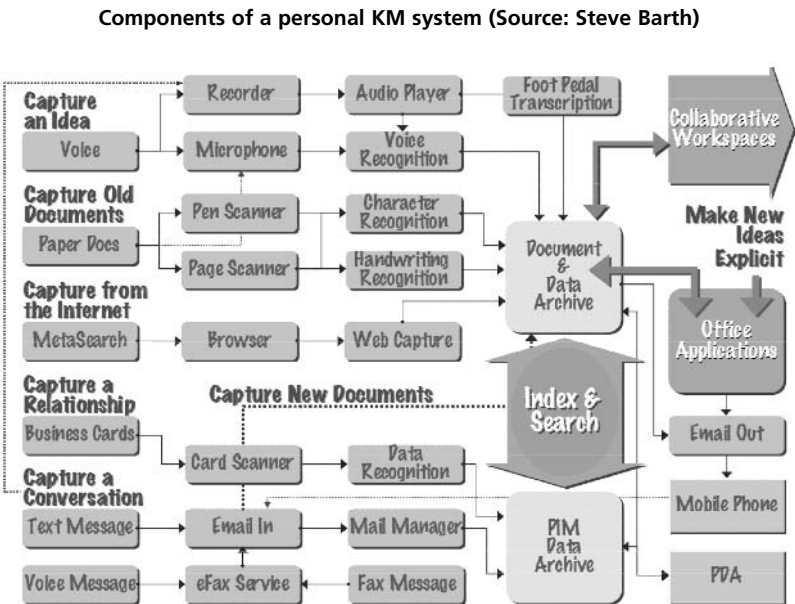 Components of a personal KM system (Source: Steve Barth)
Capture
an Idea
Voice
Recorder
Audio Player
Foot Pedal
Transcription
Microphone
Voice
Recognition
Collaborative
Workspaces
Capture Old
Documents
Paper Docs
Pen Scanner
Character
Recognition
Page Scanner
Handwriting
Recognition
Document
&
Data
Archive
Make New
Ideas
Explicit
Capture from
the Internet
MetaSearch
Browser
Web Capture
Office
Applications
Capture a
Relationship
Business Cards
Capture New Documents
Index &
Search
Card Scanner
Data
Recognition
Email Out
Capture a
Conversation
Text Message
Email In
Mail Manager
PIM
Data
Archive
Mobile Phone
Voice Message
eFax Service
Fax Message
PDA